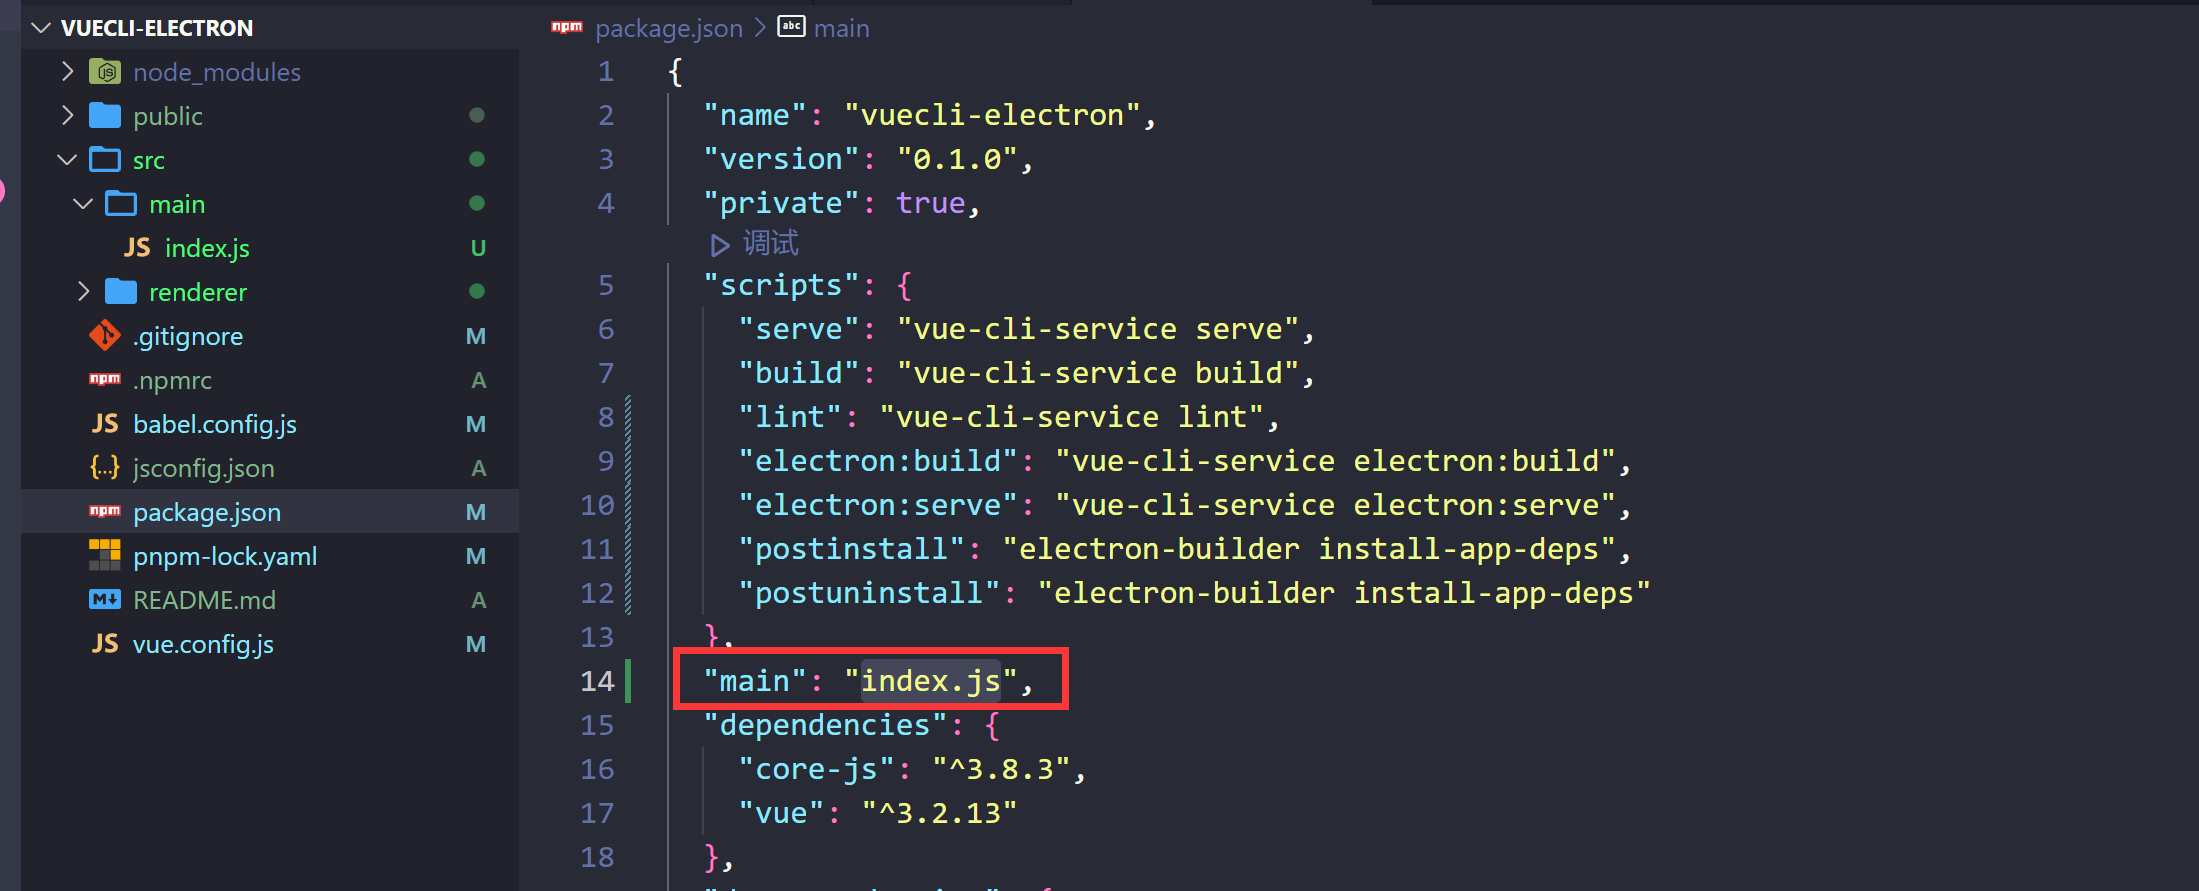 VUECLI-ELECTRON
node_modules
public
src
main
JS index.js U
renderer
.gitignore M
npm .npmrc A
JS babel.config.js M
{...} jsconfig.json A
npm package.json M
pnpm-lock.yaml M
M README.md A
JS vue.config.js M
npm package.json > abc main
1 {
2 "name": "vuecli-electron",
3 "version": "0.1.0",
4 "private": true,
调试
5 "scripts": {
6 "serve": "vue-cli-service serve",
7 "build": "vue-cli-service build",
8 "lint": "vue-cli-service lint",
9 "electron:build": "vue-cli-service electron:build",
10 "electron:serve": "vue-cli-service electron:serve",
11 "postinstall": "electron-builder install-app-deps",
12 "postuninstall": "electron-builder install-app-deps"
13 },
14 "main": "index.js",
15 "dependencies": {
16 "core-js": "^3.8.3",
17 "vue": "^3.2.13"
18 },